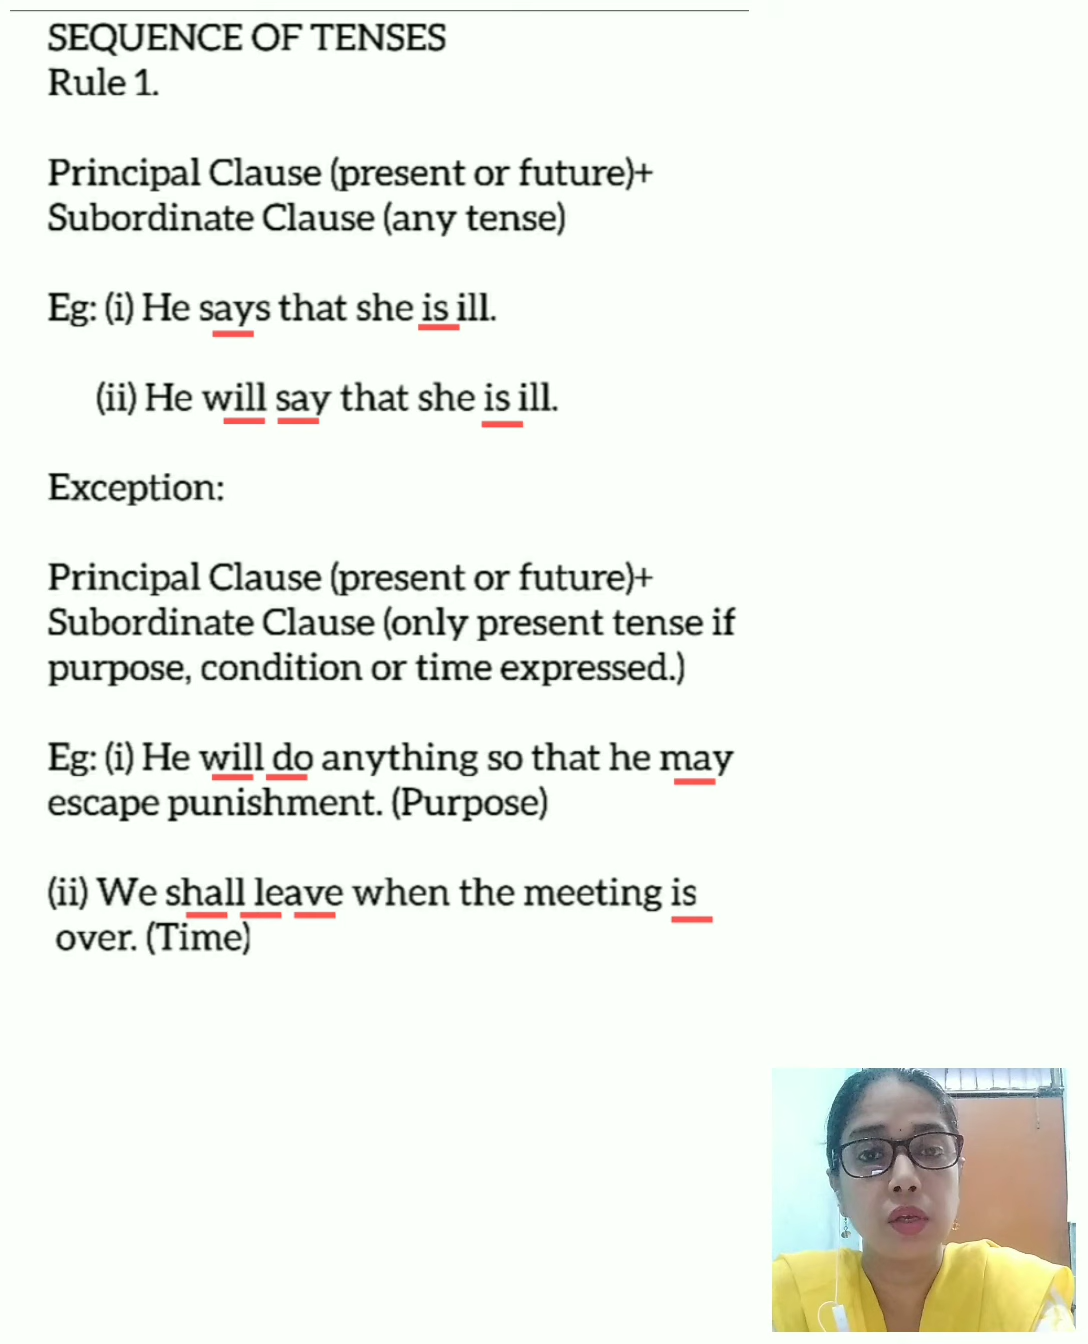 SEQUENCE OF TENSES
Rule 1.
Principal Clause (present or future)+
Subordinate Clause (any tense)
Eg: (i) He says that she is ill.
(ii) He will say that she is ill.
Exception:
Principal Clause (present or future)+
Subordinate Clause (only present tense if
purpose, condition or time expressed.)
Eg: (i) He will do anything so that he may
escape punishment. (Purpose)
(ii) We shall leave when the meeting is
over. (Time)